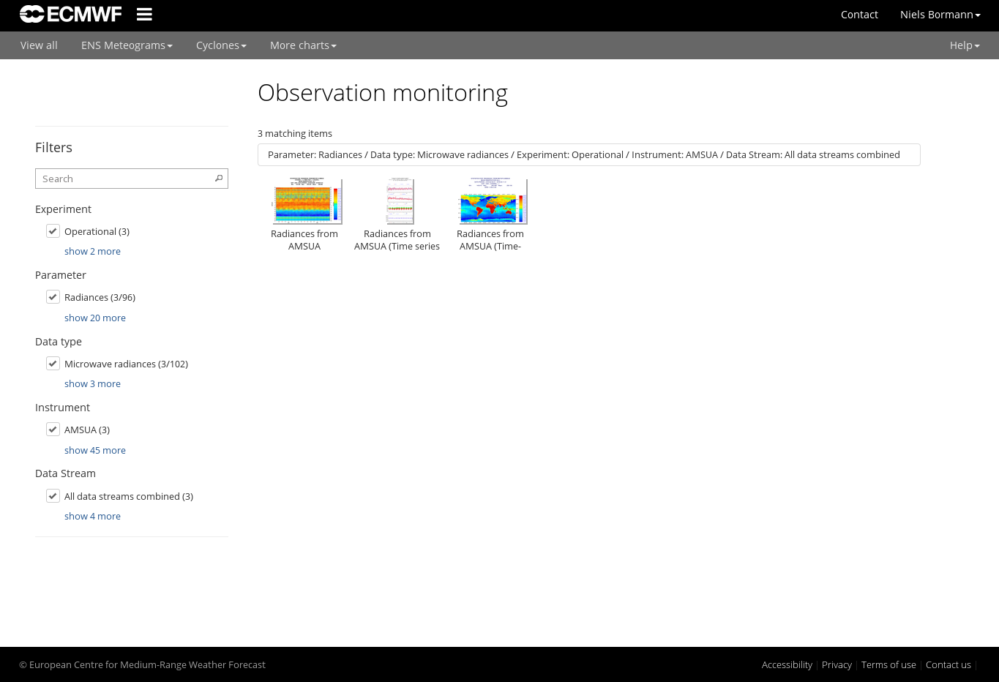 ECMWF
Contact
Niels Bormann
View all
ENS Meteograms
Cyclones
More charts
Help
Observation monitoring
3 matching items
Parameter: Radiances / Data type: Microwave radiances / Experiment: Operational / Instrument: AMSUA / Data Stream: All data streams combined
Filters
Search
Experiment
Operational (3)
show 2 more
Parameter
Radiances (3/96)
show 20 more
Data type
Microwave radiances (3/102)
show 3 more
Instrument
AMSUA (3)
show 45 more
Data Stream
All data streams combined (3)
show 4 more
Radiances from
AMSUA
Radiances from
AMSUA (Time series
Radiances from
AMSUA (Time-
© European Centre for Medium-Range Weather Forecast
Accessibility | Privacy | Terms of use | Contact us |